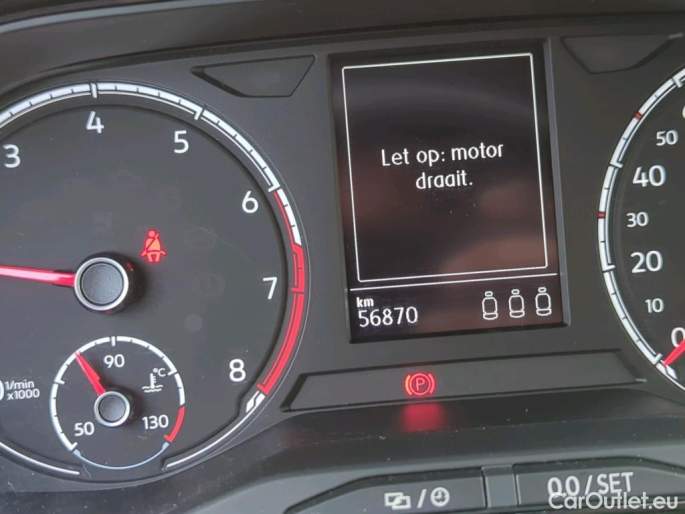 3
4
5
6
7
8
1/min
x1000
90
°C
50
130
Let op: motor
draait.
km
56870
50
40
30
20
10
0
(P)
0.0/SET
CarOutlet.eu